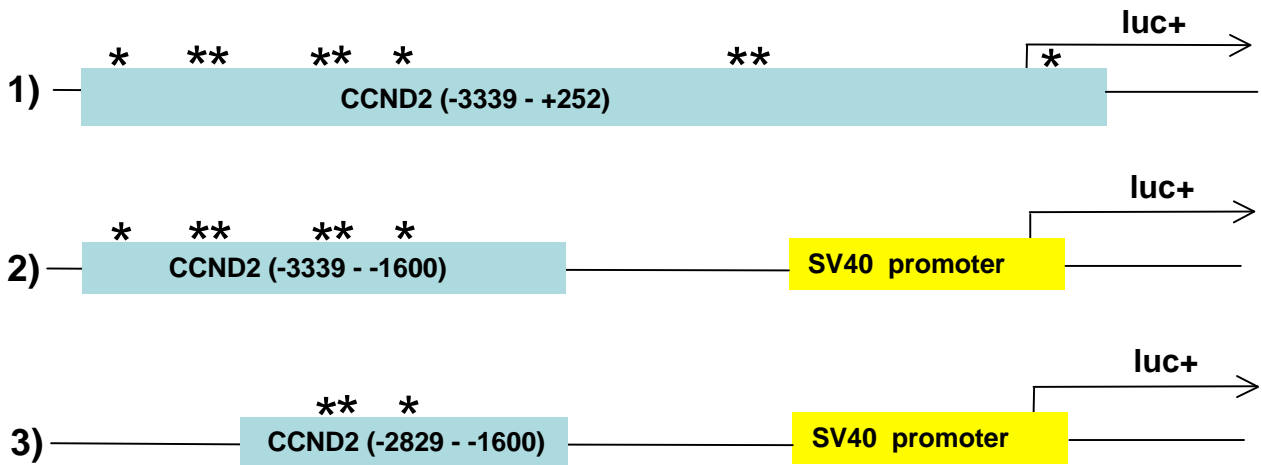 luc+
* ** ** * ** *
1) CCND2 (-3339 - +252)
luc+
* ** ** *
2) CCND2 (-3339 - -1600) SV40 promoter
luc+
** *
3) CCND2 (-2829 - -1600) SV40 promoter